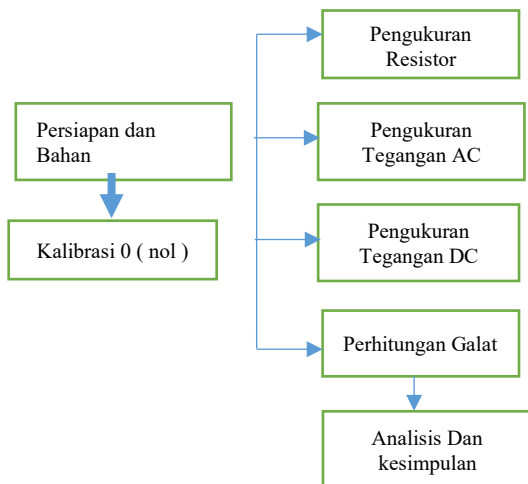 Persiapan dan
Bahan
Kalibrasi 0 ( nol )
Pengukuran
Resistor
Pengukuran
Tegangan AC
Pengukuran
Tegangan DC
Perhitungan Galat
Analisis Dan
kesimpulan